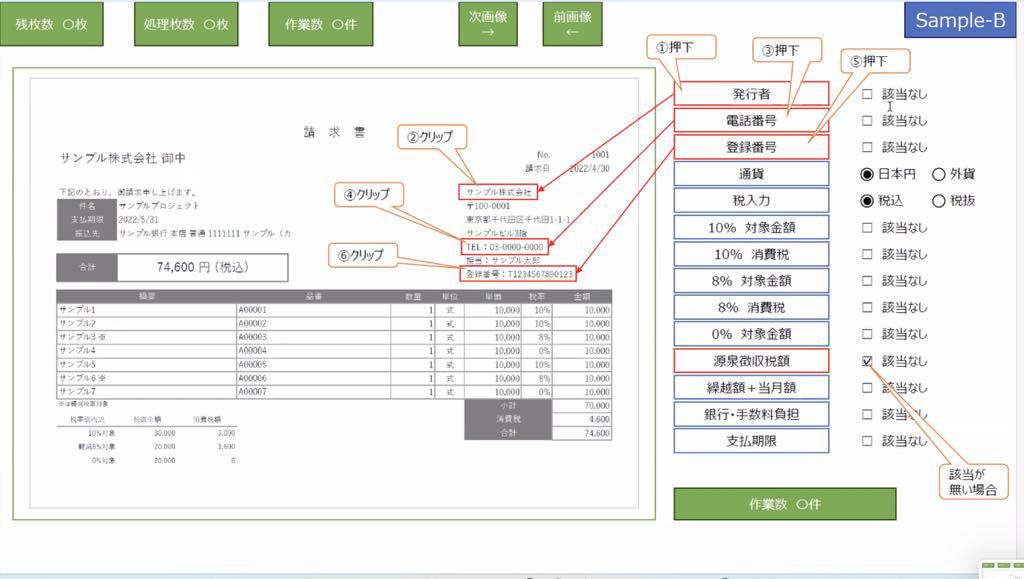 残枚数 〇枚
処理枚数 〇枚
作業数 〇件
次画像
→
前画像
←
Sample-B
①押下
③押下
⑤押下
②クリップ
④クリップ
⑥クリップ
請 求 書
サンプル株式会社 御中
No. 1001
請求日 2022/4/30
下記のとおり、御請求申し上げます。
件名 サンプルプロジェクト
支払期限 2022/5/31
振込先 サンプル銀行 本店 普通 1111111 サンプル(カ
サンプル株式会社
〒100-0001
東京都千代田区千代田1-1-1
サンプルビル3階
TEL:03-0000-0000
担当:サンプル太郎
登録番号:T1234567890123
合計 74,600 円 (税込)
摘要 品番 数量 単位 単価 税率 金額
サンプル1 A00001 1 式 10,000 10% 10,000
サンプル2 A00002 1 式 10,000 10% 10,000
サンプル3 ※ A00003 1 式 10,000 8% 10,000
サンプル4 A00004 1 式 10,000 0% 10,000
サンプル5 A00005 1 式 10,000 10% 10,000
サンプル6 ※ A00006 1 式 10,000 8% 10,000
サンプル7 A00007 1 式 10,000 0% 10,000
※は軽減税率対象
小計 70,000
消費税 4,600
合計 74,600
税率別内訳 税抜金額 消費税額
10%対象 30,000 3,000
軽減8%対象 20,000 1,600
0%対象 20,000 0
発行者 □ 該当なし
電話番号 □ 該当なし
登録番号 □ 該当なし
通貨 ◉ 日本円 〇 外貨
税入力 ◉ 税込 〇 税抜
10% 対象金額 □ 該当なし
10% 消費税 □ 該当なし
8% 対象金額 □ 該当なし
8% 消費税 □ 該当なし
0% 対象金額 □ 該当なし
源泉徴収税額 ☑ 該当なし
繰越額+当月額 □ 該当なし
銀行・手数料負担 □ 該当なし
支払期限 □ 該当なし
該当が
無い場合
作業数 〇件